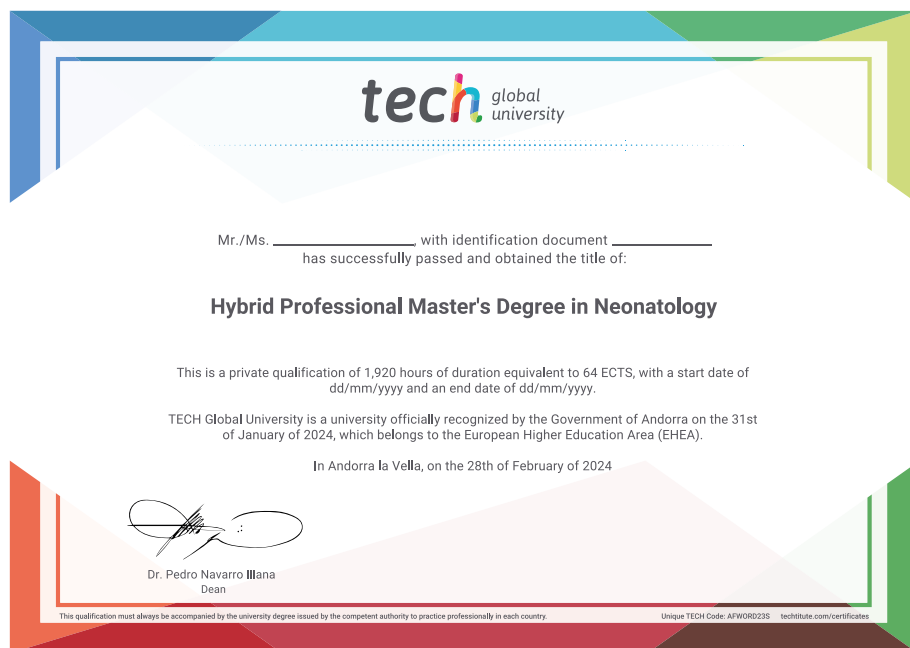 tech global
university
Mr./Ms. ____________, with identification document ____________
has successfully passed and obtained the title of:
Hybrid Professional Master's Degree in Neonatology
This is a private qualification of 1,920 hours of duration equivalent to 64 ECTS, with a start date of
dd/mm/yyyy and an end date of dd/mm/yyyy.
TECH Global University is a university officially recognized by the Government of Andorra on the 31st
of January of 2024, which belongs to the European Higher Education Area (EHEA).
In Andorra la Vella, on the 28th of February of 2024
Dr. Pedro Navarro Illana
Dean
This qualification must always be accompanied by the university degree issued by the competent authority to practice professionally in each country. Unique TECH Code: AFWORD23S techtitute.com/certificates